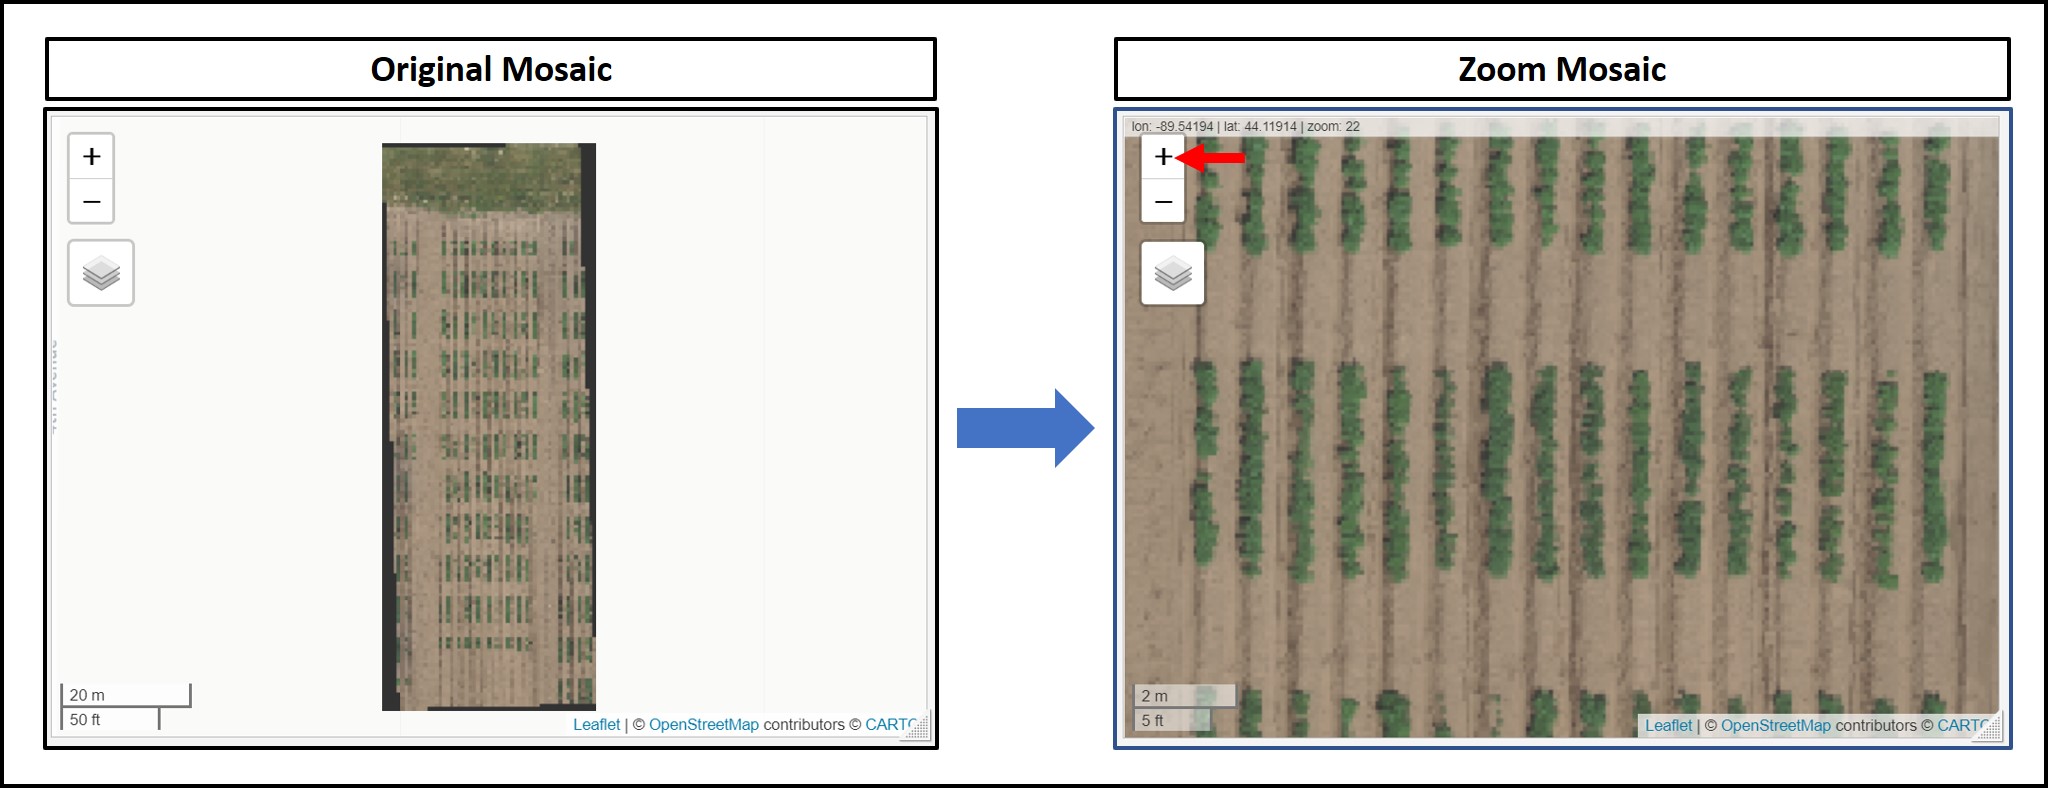 Original Mosaic
Zoom Mosaic
+
−
20 m
50 ft
Leaflet | © OpenStreetMap contributors © CARTO
lon: -89.54194 | lat: 44.11914 | zoom: 22
+
−
2 m
5 ft
Leaflet | © OpenStreetMap contributors © CARTO